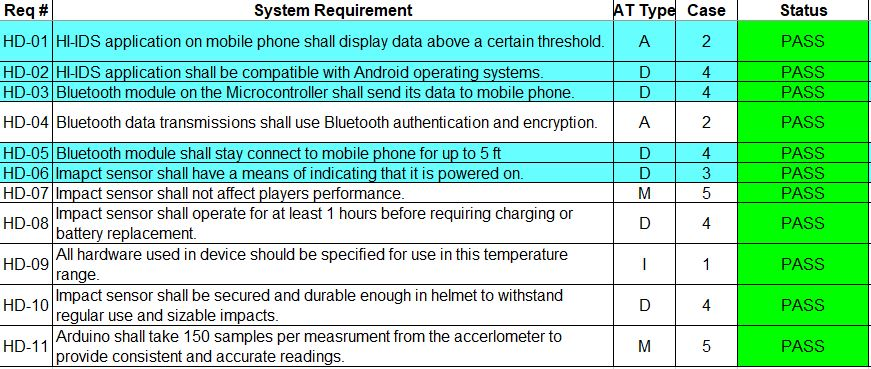 Req # System Requirement AT Type Case Status
HD-01 HI-IDS application on mobile phone shall display data above a certain threshold. A 2 PASS
HD-02 HI-IDS application shall be compatible with Android operating systems. D 4 PASS
HD-03 Bluetooth module on the Microcontroller shall send its data to mobile phone. D 4 PASS
HD-04 Bluetooth data transmissions shall use Bluetooth authentication and encryption. A 2 PASS
HD-05 Bluetooth module shall stay connect to mobile phone for up to 5 ft D 4 PASS
HD-06 Imapct sensor shall have a means of indicating that it is powered on. D 3 PASS
HD-07 Impact sensor shall not affect players performance. M 5 PASS
HD-08 Impact sensor shall operate for at least 1 hours before requiring charging or
battery replacement. D 4 PASS
HD-09 All hardware used in device should be specified for use in this temperature
range. I 1 PASS
HD-10 Impact sensor shall be secured and durable enough in helmet to withstand
regular use and sizable impacts. D 4 PASS
HD-11 Arduino shall take 150 samples per measrument from the accerlometer to
provide consistent and accurate readings. M 5 PASS